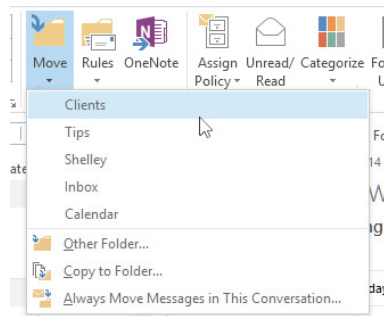 Move Rules OneNote Assign Unread/ Categorize Fo
Policy Read
Clients
Tips
Shelley
Inbox
Calendar
Other Folder...
Copy to Folder...
Always Move Messages in This Conversation...